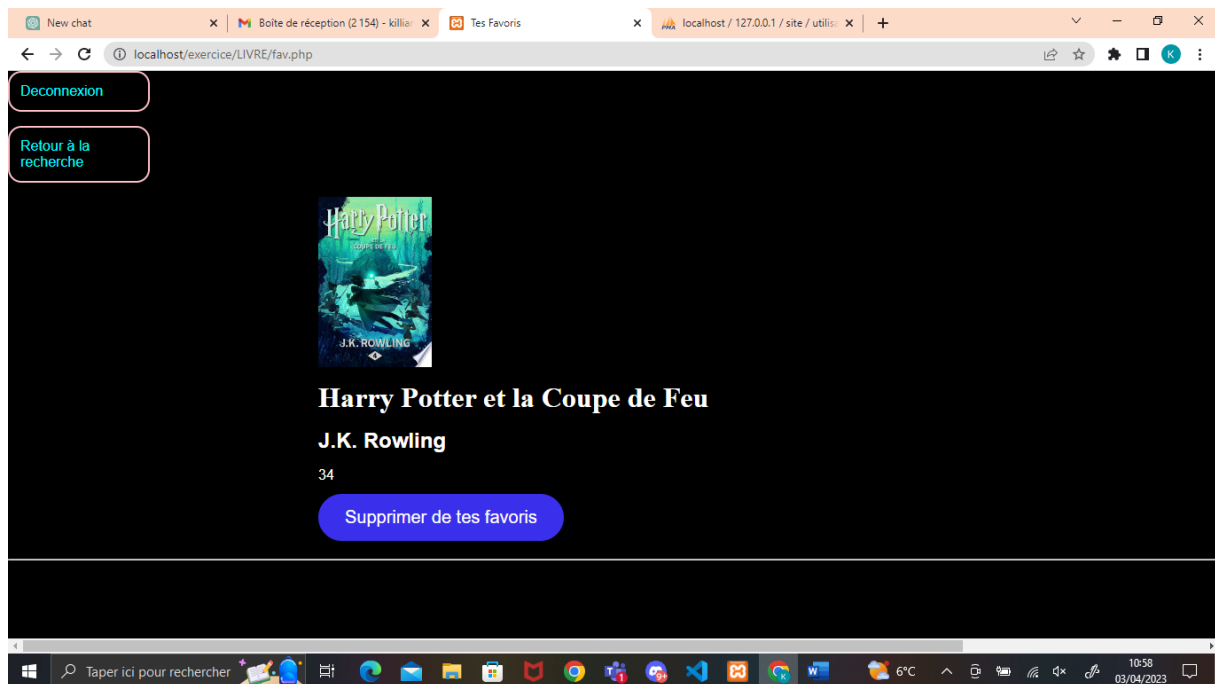 New chat
Boîte de réception (2 154) - killian
Tes Favoris
localhost / 127.0.0.1 / site / utilisa
localhost/exercice/LIVRE/fav.php
K
Deconnexion
Retour à la
recherche
Harry Potter
COUPE DE FEU
J.K. ROWLING
4
Harry Potter et la Coupe de Feu
J.K. Rowling
34
Supprimer de tes favoris
Taper ici pour rechercher
6°C
10:58
03/04/2023